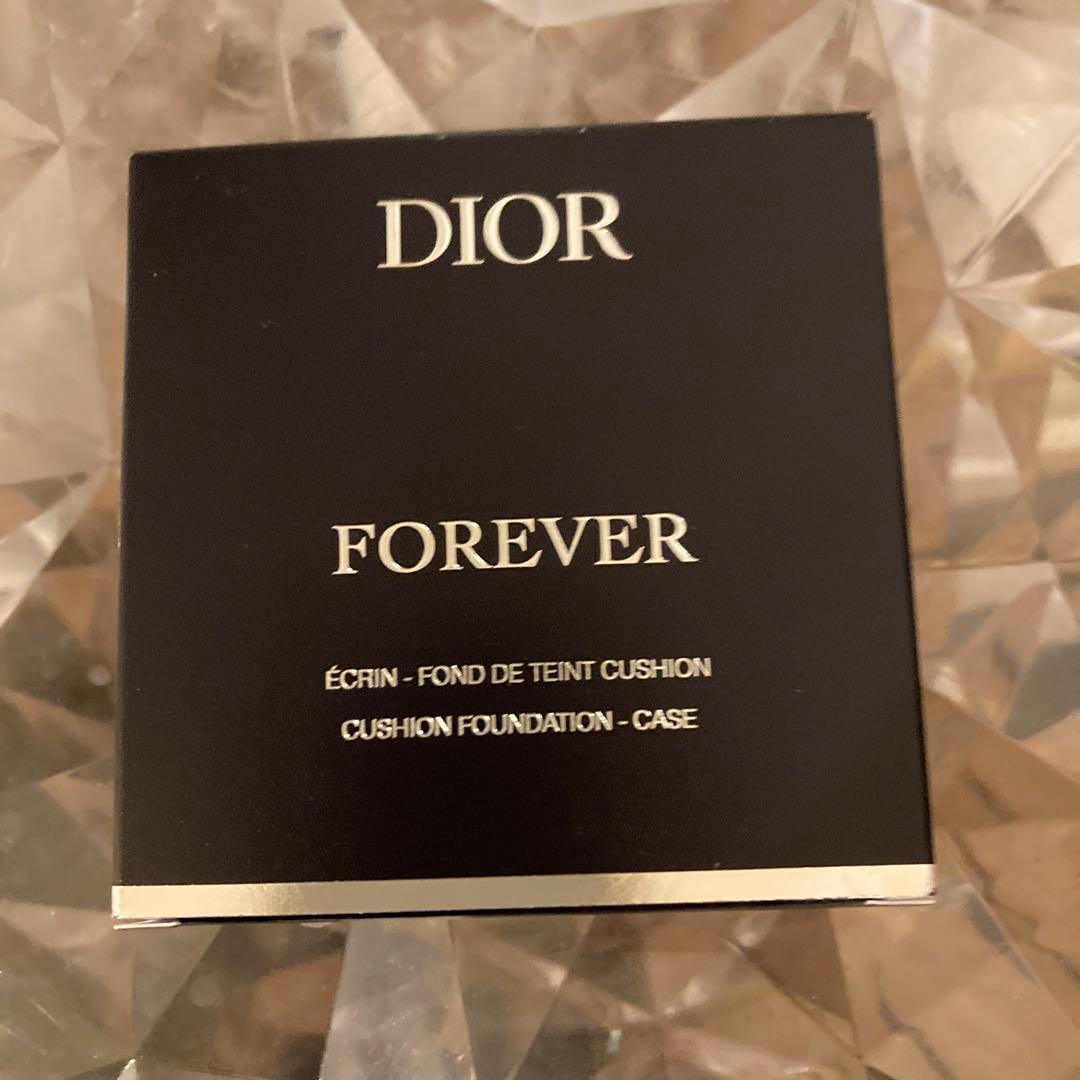 DIOR
FOREVER
ÉCRIN - FOND DE TEINT CUSHION
CUSHION FOUNDATION - CASE